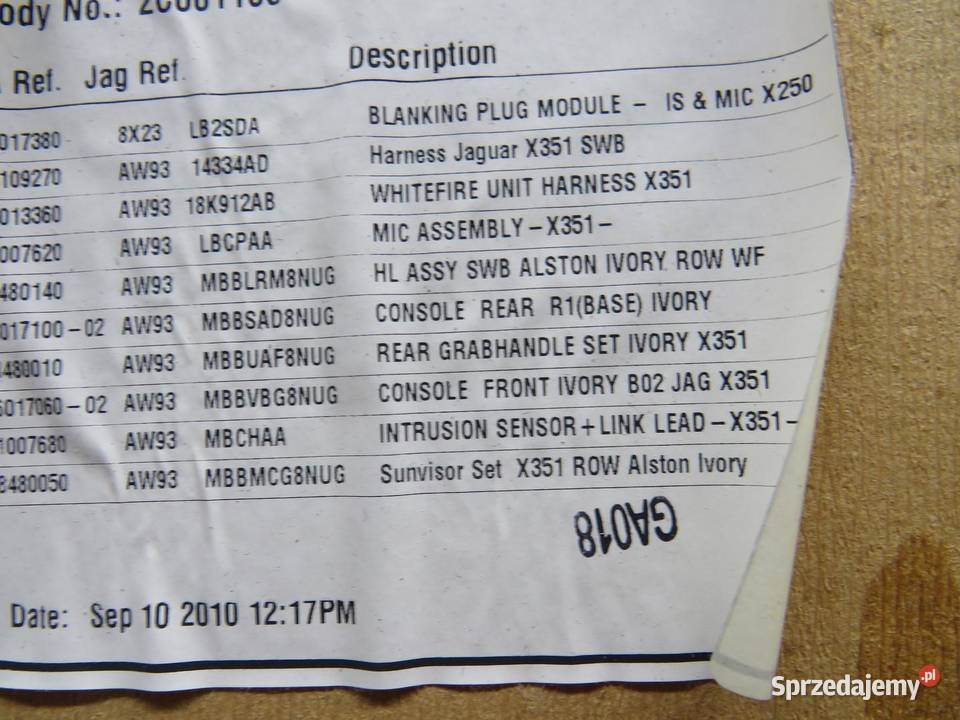 ody No.:
Ref. Jag Ref. Description
017380 8X23 LB2SDA BLANKING PLUG MODULE - IS & MIC X250
109270 AW93 14334AD Harness Jaguar X351 SWB
013360 AW93 18K912AB WHITEFIRE UNIT HARNESS X351
007620 AW93 LBCPAA MIC ASSEMBLY-X351-
480140 AW93 MBBLRM8NUG HL ASSY SWB ALSTON IVORY ROW WF
017100-02 AW93 MBBSAD8NUG CONSOLE REAR R1(BASE) IVORY
480010 AW93 MBBUAF8NUG REAR GRABHANDLE SET IVORY X351
6017060-02 AW93 MBBVBG8NUG CONSOLE FRONT IVORY B02 JAG X351
1007680 AW93 MBCHAA INTRUSION SENSOR+LINK LEAD-X351-
8480050 AW93 MBBMCG8NUG Sunvisor Set X351 ROW Alston Ivory
GA018
Date: Sep 10 2010 12:17PM
Sprzedajemy.pl